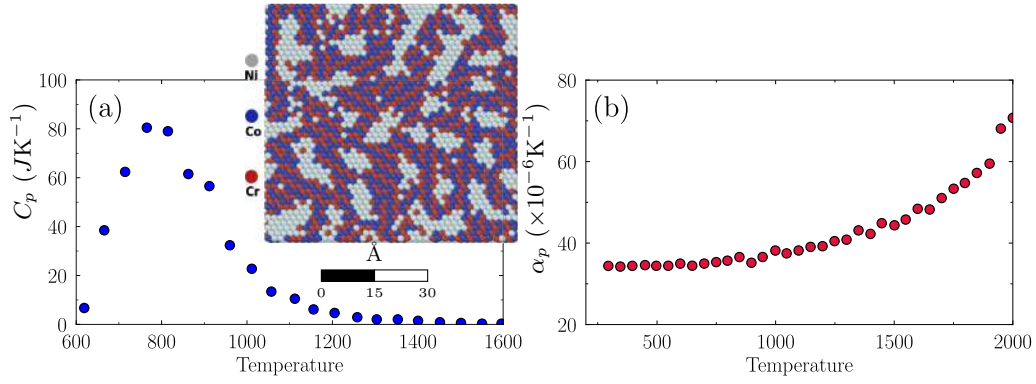 (a)
C_p (JK⁻¹)
100
80
60
40
20
0
600 800 1000 1200 1400 1600
Temperature
Ni
Co
Cr
Å
0 15 30
(b)
α_p (×10⁻⁶K⁻¹)
80
60
40
20
500 1000 1500 2000
Temperature